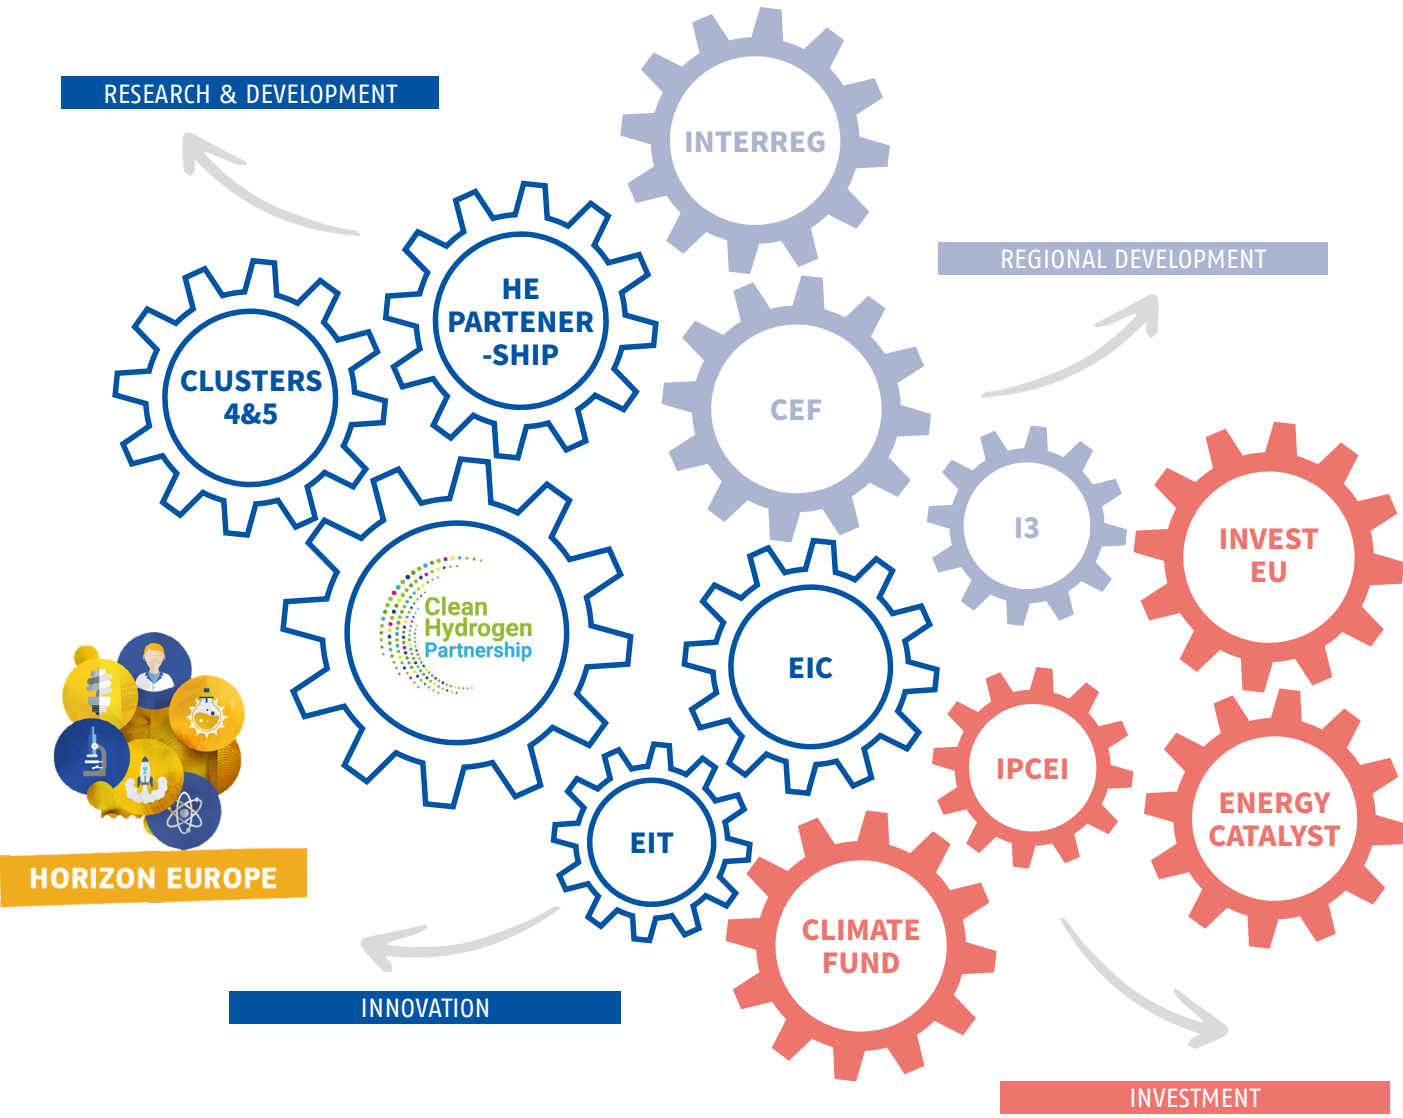 RESEARCH & DEVELOPMENT
INTERREG
REGIONAL DEVELOPMENT
HE
PARTENER
-SHIP
CLUSTERS
4&5
CEF
I3
INVEST
EU
Clean
Hydrogen
Partnership
EIC
IPCEI
ENERGY
CATALYST
EIT
HORIZON EUROPE
CLIMATE
FUND
INNOVATION
INVESTMENT